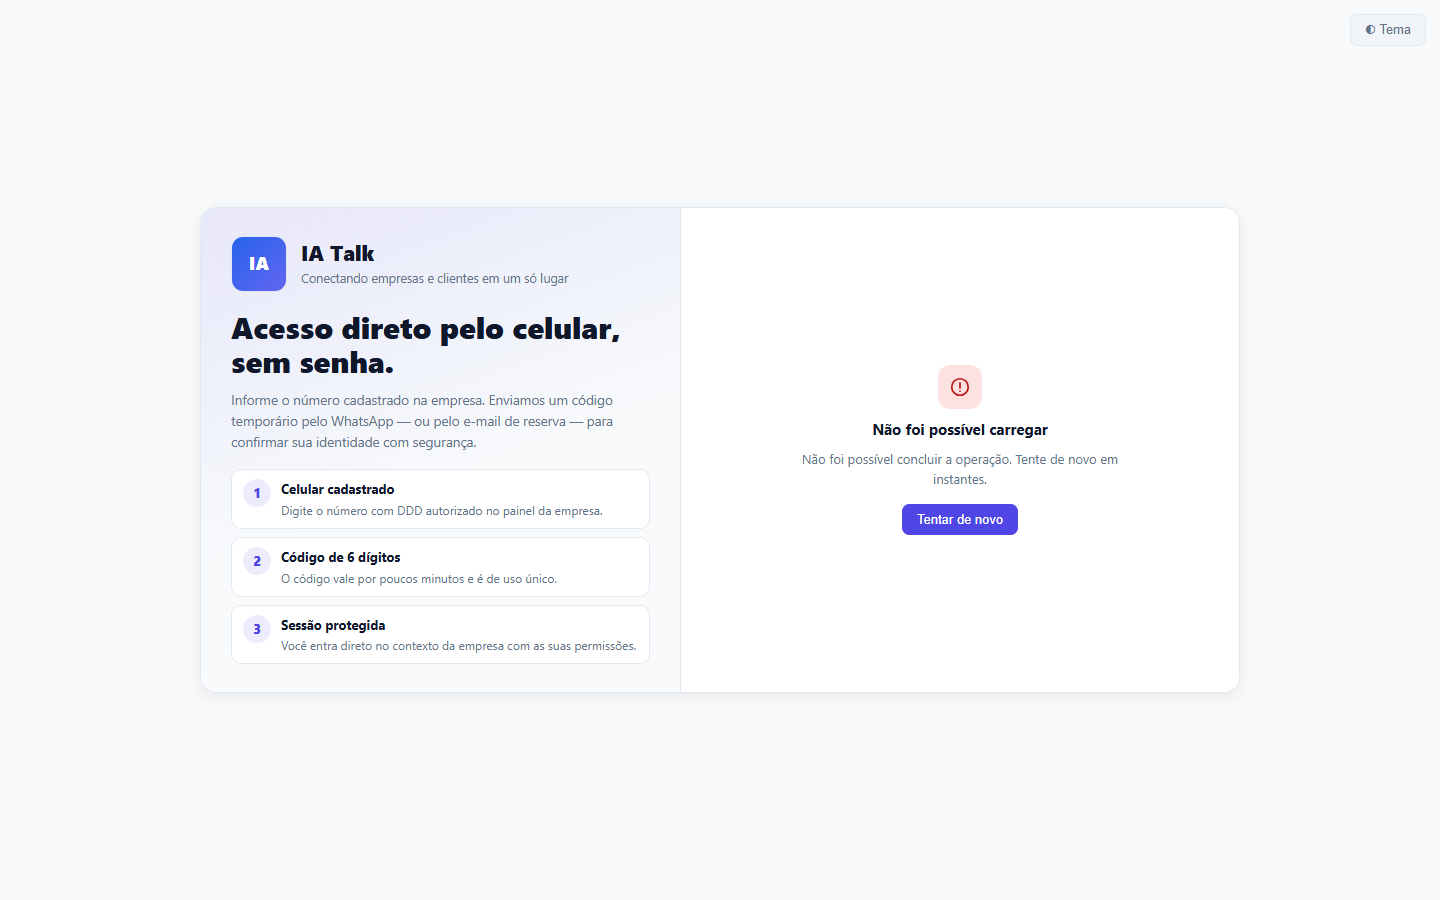 ◐ Tema
IA
IA Talk
Conectando empresas e clientes em um só lugar
Acesso direto pelo celular,
sem senha.
Informe o número cadastrado na empresa. Enviamos um código
temporário pelo WhatsApp — ou pelo e-mail de reserva — para
confirmar sua identidade com segurança.
1
Celular cadastrado
Digite o número com DDD autorizado no painel da empresa.
2
Código de 6 dígitos
O código vale por poucos minutos e é de uso único.
3
Sessão protegida
Você entra direto no contexto da empresa com as suas permissões.
Não foi possível carregar
Não foi possível concluir a operação. Tente de novo em
instantes.
Tentar de novo